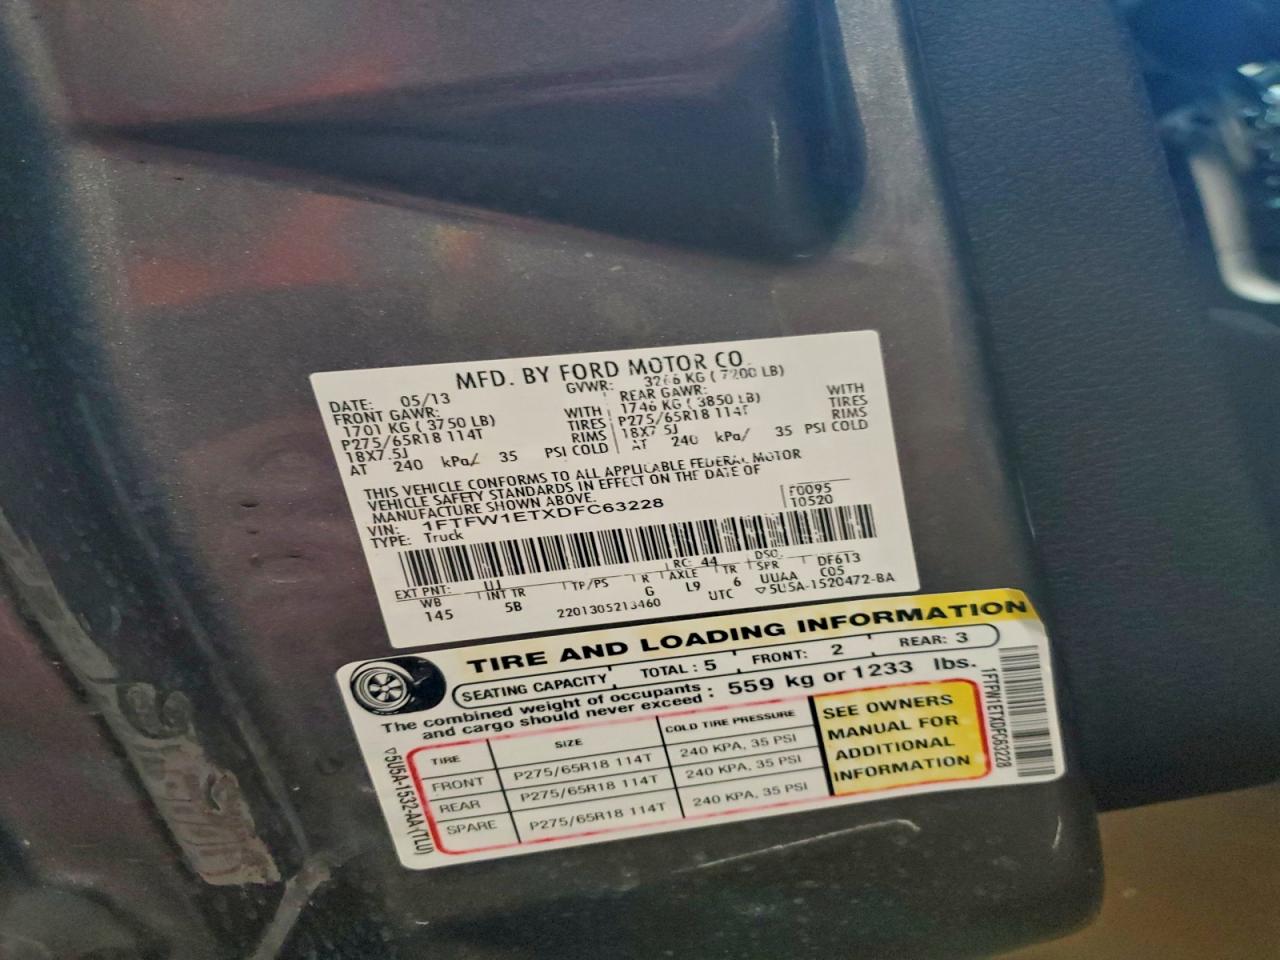 MFD. BY FORD MOTOR CO.
DATE: 05/13 GVWR: 3266 KG ( 7200 LB)
FRONT GAWR: REAR GAWR:
1701 KG ( 3750 LB) WITH 1746 KG ( 3850 LB) WITH
P275/65R18 114T TIRES P275/65R18 114T TIRES
18X7.5J RIMS 18X7.5J RIMS
AT 240 kPa/ 35 PSI COLD AT 240 kPa/ 35 PSI COLD
THIS VEHICLE CONFORMS TO ALL APPLICABLE FEDERAL MOTOR
VEHICLE SAFETY STANDARDS IN EFFECT ON THE DATE OF
MANUFACTURE SHOWN ABOVE.
VIN: 1FTFW1ETXDFC63228 F0095
TYPE: Truck T0520
EXT PNT: UJ RC: 44 DSO:
WB INT TR TP/PS R AXLE TR SPR DF613
145 5B G L9 6 UUAA C05
2201305213460 UTC ▽5U5A-1520472-BA
TIRE AND LOADING INFORMATION
SEATING CAPACITY TOTAL: 5 FRONT: 2 REAR: 3
The combined weight of occupants and cargo should never exceed : 559 kg or 1233 lbs.
TIRE SIZE COLD TIRE PRESSURE
FRONT P275/65R18 114T 240 KPA, 35 PSI
REAR P275/65R18 114T 240 KPA, 35 PSI
SPARE P275/65R18 114T 240 KPA, 35 PSI
SEE OWNERS
MANUAL FOR
ADDITIONAL
INFORMATION
▽5U5A-1532-AA (TLU)
1FTFW1ETXDFC63228